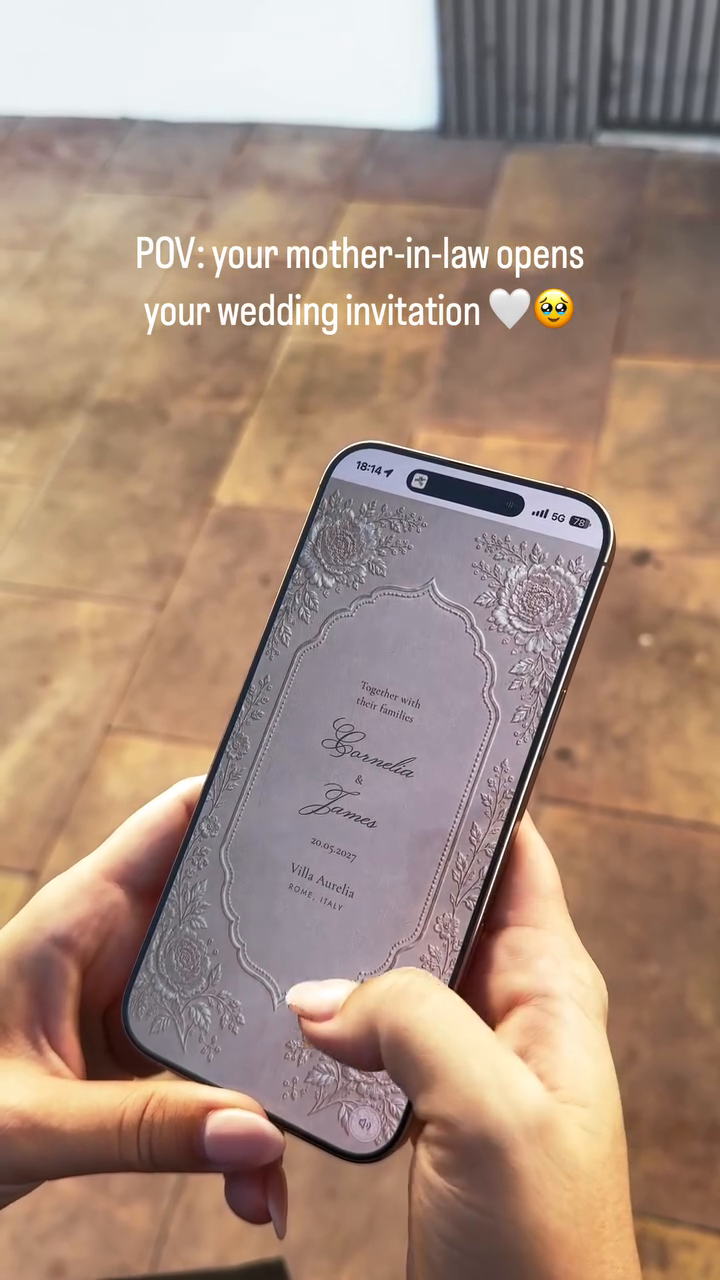 POV: your mother-in-law opens
your wedding invitation 🤍🥹
18:14
5G 78
Together with
their families
Cornelia
&
James
20.05.2027
Villa Aurelia
ROME, ITALY